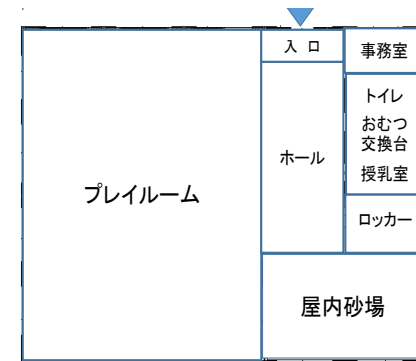 入 口
事務室
トイレ
おむつ
交換台
授乳室
ホール
プレイルーム
ロッカー
屋内砂場